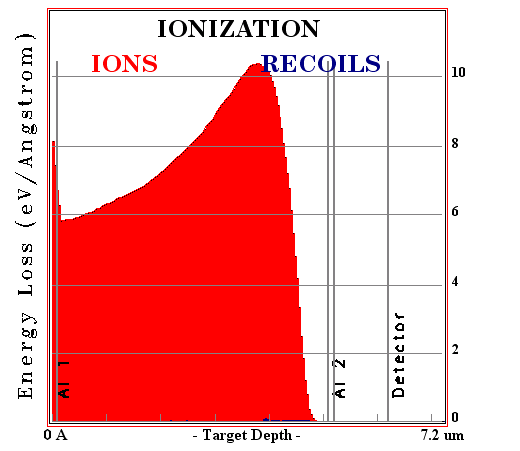 IONIZATION
IONS RECOILS
Energy Loss (eV/Angstrom)
10
8
6
4
2
0
Al 1
Al 2
Detector
0 A - Target Depth - 7.2 um